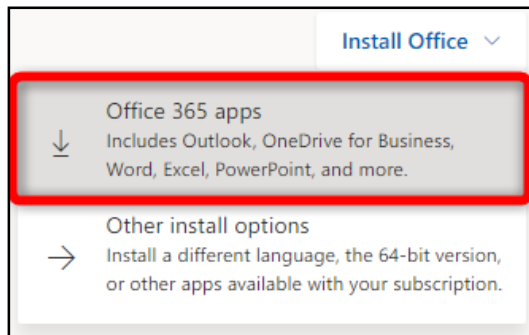 Install Office
Office 365 apps
Includes Outlook, OneDrive for Business,
Word, Excel, PowerPoint, and more.
Other install options
Install a different language, the 64-bit version,
or other apps available with your subscription.